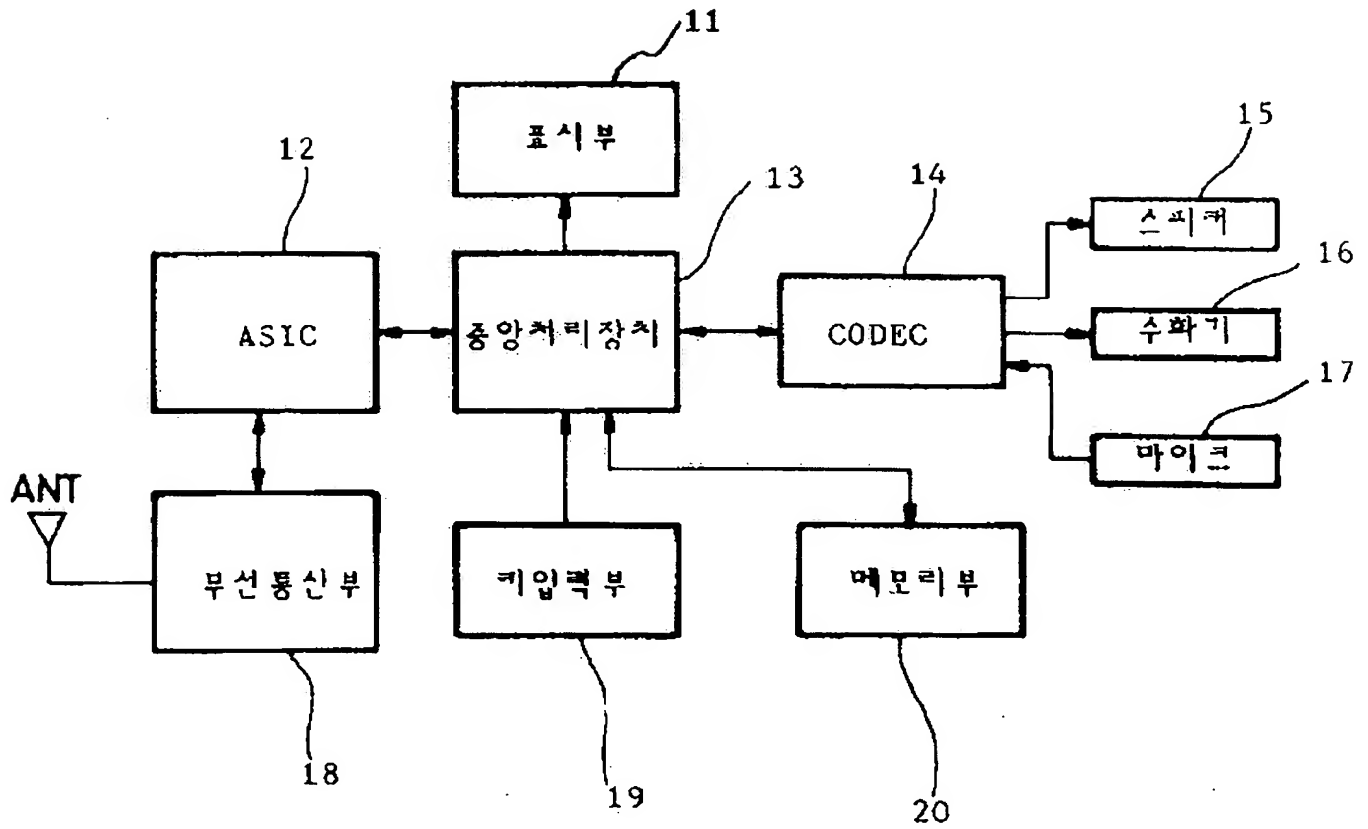 11
표시부
15
12
13
14
스피커
16
ASIC
중앙처리장치
CODEC
수화기
17
마이크
ANT
무선통신부
키입력부
메모리부
18
19
20